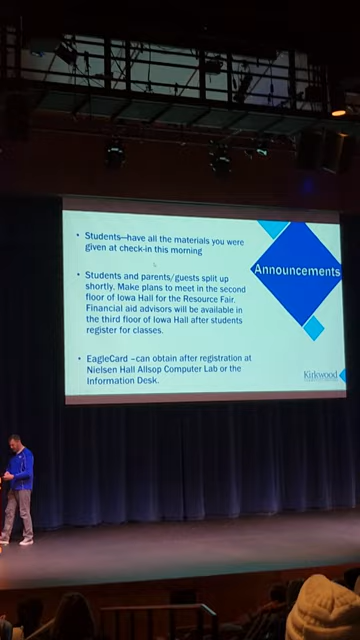 • Students—have all the materials you were
given at check-in this morning
• Students and parents/guests split up
shortly. Make plans to meet in the second
floor of Iowa Hall for the Resource Fair.
Financial aid advisors will be available in
the third floor of Iowa Hall after students
register for classes.
• EagleCard –can obtain after registration at
Nielsen Hall Allsop Computer Lab or the
Information Desk.
Announcements
Kirkwood